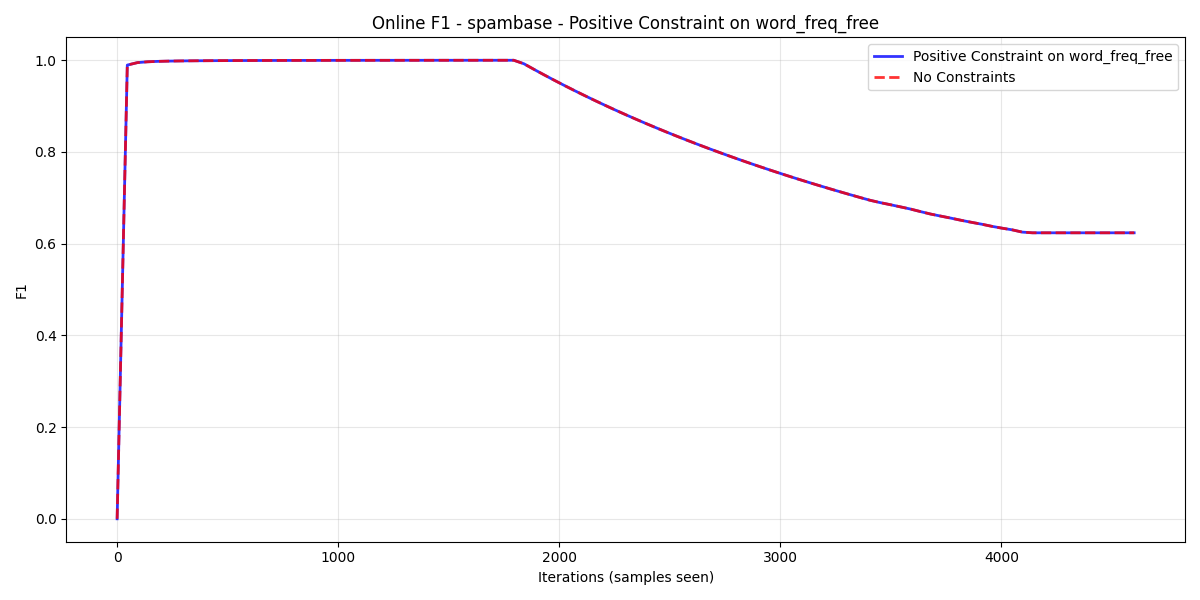 Online F1 - spambase - Positive Constraint on word_freq_free
Positive Constraint on word_freq_free
No Constraints
1.0
0.8
0.6
0.4
0.2
0.0
F1
0 1000 2000 3000 4000
Iterations (samples seen)